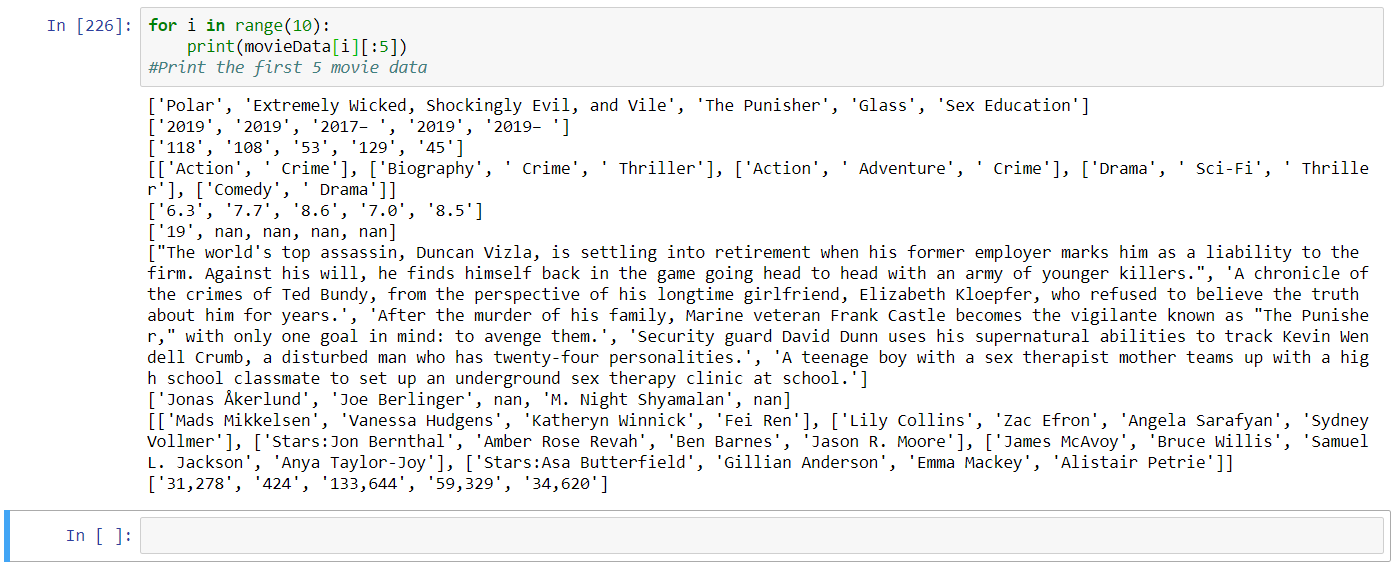 In [226]: for i in range(10):
    print(movieData[i][:5])
#Print the first 5 movie data
['Polar', 'Extremely Wicked, Shockingly Evil, and Vile', 'The Punisher', 'Glass', 'Sex Education']
['2019', '2019', '2017– ', '2019', '2019– ']
['118', '108', '53', '129', '45']
[['Action', ' Crime'], ['Biography', ' Crime', ' Thriller'], ['Action', ' Adventure', ' Crime'], ['Drama', ' Sci-Fi', ' Thrille
r'], ['Comedy', ' Drama']]
['6.3', '7.7', '8.6', '7.0', '8.5']
['19', nan, nan, nan, nan]
["The world's top assassin, Duncan Vizla, is settling into retirement when his former employer marks him as a liability to the
firm. Against his will, he finds himself back in the game going head to head with an army of younger killers.", 'A chronicle of
the crimes of Ted Bundy, from the perspective of his longtime girlfriend, Elizabeth Kloepfer, who refused to believe the truth
about him for years.', 'After the murder of his family, Marine veteran Frank Castle becomes the vigilante known as "The Punishe
r," with only one goal in mind: to avenge them.', 'Security guard David Dunn uses his supernatural abilities to track Kevin Wen
dell Crumb, a disturbed man who has twenty-four personalities.', 'A teenage boy with a sex therapist mother teams up with a hig
h school classmate to set up an underground sex therapy clinic at school.']
['Jonas Åkerlund', 'Joe Berlinger', nan, 'M. Night Shyamalan', nan]
[['Mads Mikkelsen', 'Vanessa Hudgens', 'Katheryn Winnick', 'Fei Ren'], ['Lily Collins', 'Zac Efron', 'Angela Sarafyan', 'Sydney
Vollmer'], ['Stars:Jon Bernthal', 'Amber Rose Revah', 'Ben Barnes', 'Jason R. Moore'], ['James McAvoy', 'Bruce Willis', 'Samuel
L. Jackson', 'Anya Taylor-Joy'], ['Stars:Asa Butterfield', 'Gillian Anderson', 'Emma Mackey', 'Alistair Petrie']]
['31,278', '424', '133,644', '59,329', '34,620']
In [ ]: